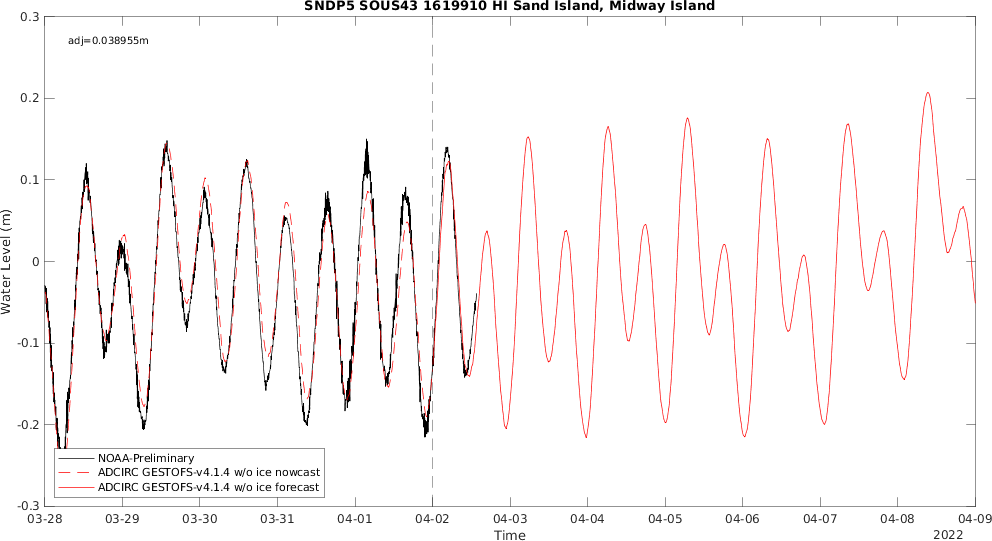 SNDP5 SOUS43 1619910 HI Sand Island, Midway Island
adj=0.038955m
0.3
0.2
0.1
0
-0.1
-0.2
-0.3
Water Level (m)
NOAA-Preliminary
ADCIRC GESTOFS-v4.1.4 w/o ice nowcast
ADCIRC GESTOFS-v4.1.4 w/o ice forecast
03-28 03-29 03-30 03-31 04-01 04-02 04-03 04-04 04-05 04-06 04-07 04-08 04-09
Time
2022